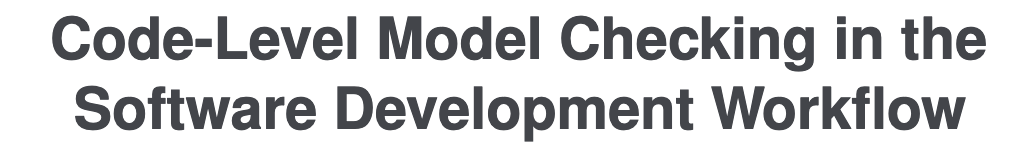 Code-Level Model Checking in the
Software Development Workflow